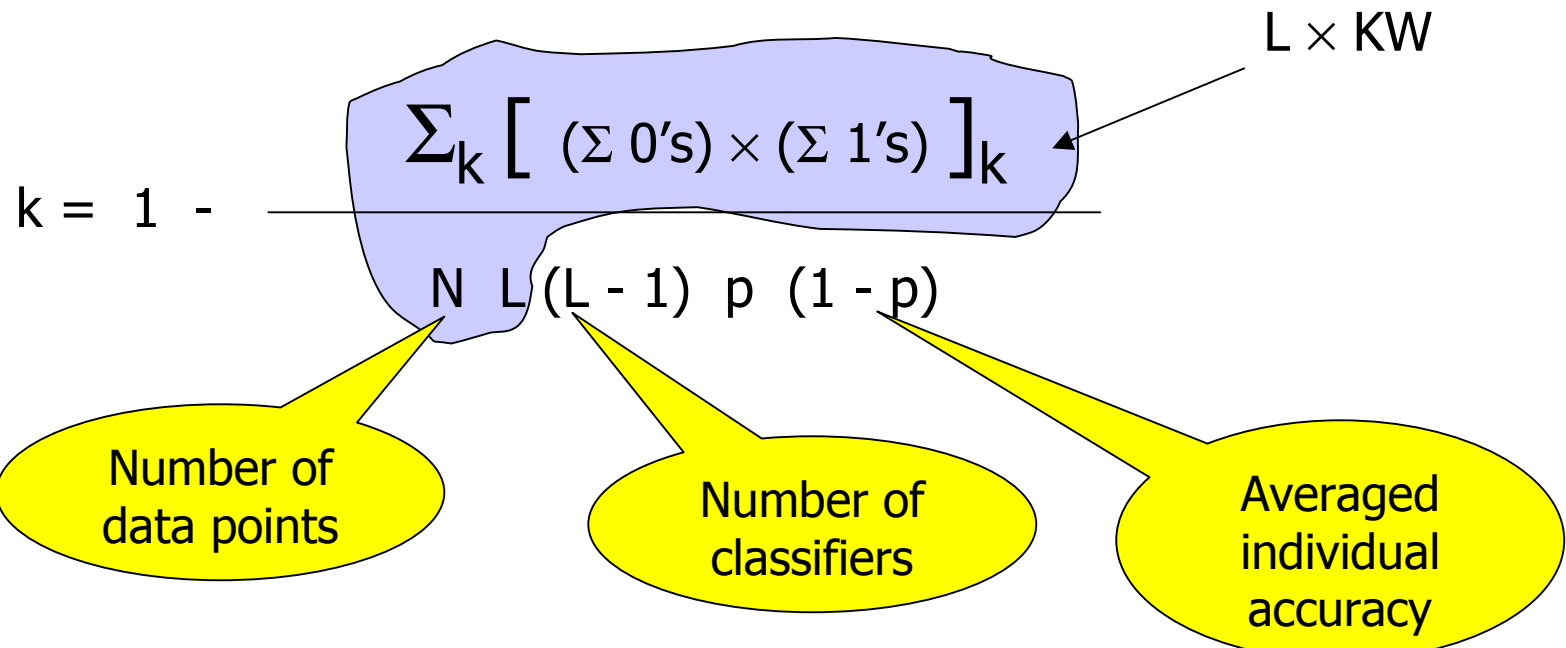 L × KW
Σk [ (Σ 0's) × (Σ 1's) ]k
k = 1 -
N L (L - 1) p (1 - p)
Number of
data points
Number of
classifiers
Averaged
individual
accuracy